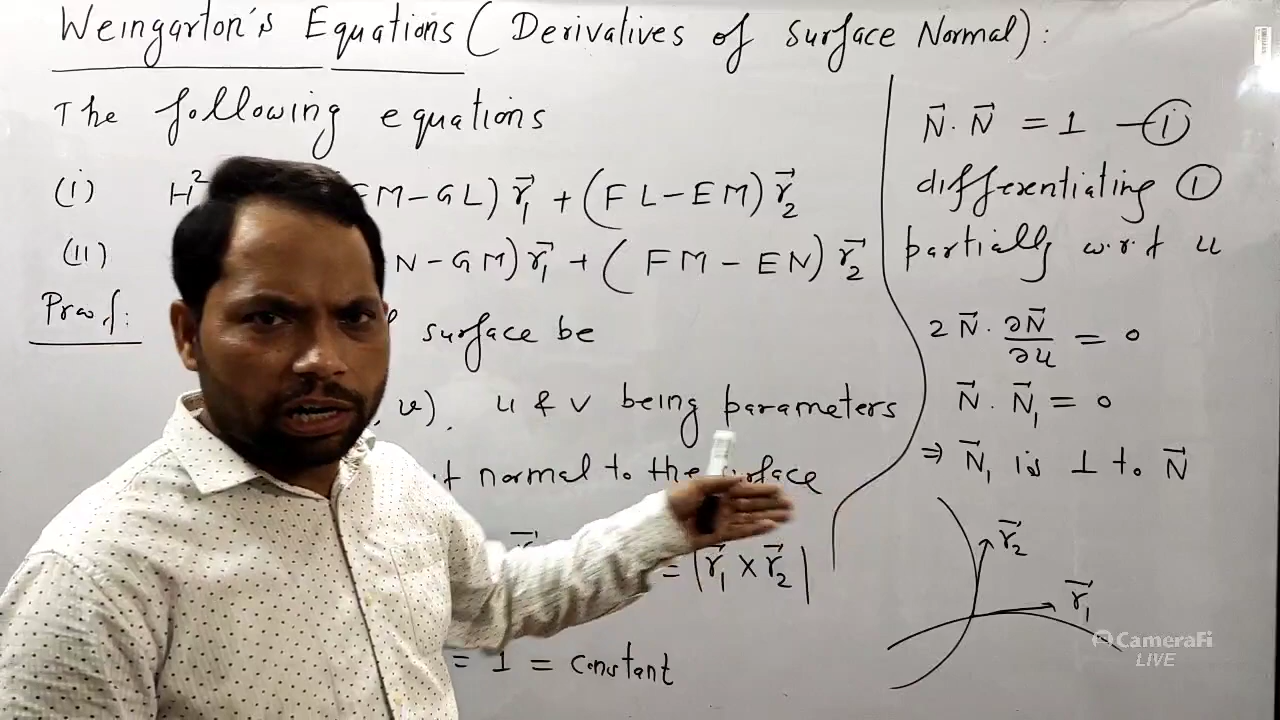 Weingarton's Equations (Derivatives of Surface Normal):
The following equations
(i) H² FM-GL) r⃗₁ + (FL-EM) r⃗₂
(II) N-GM) r⃗₁ + (FM-EN) r⃗₂
Proof: surface be
, v). u & v being parameters
t normal to the surface
= |r⃗₁ × r⃗₂|
= 1 = constant
N⃗. N⃗ = 1 — (i)
differentiating (1)
partially w.r.t u
2 N⃗. ∂N⃗/∂u = 0
N⃗. N⃗₁ = 0
⇒ N⃗₁ is ⊥ to N⃗
r⃗₂
r⃗₁
CameraFi
LIVE